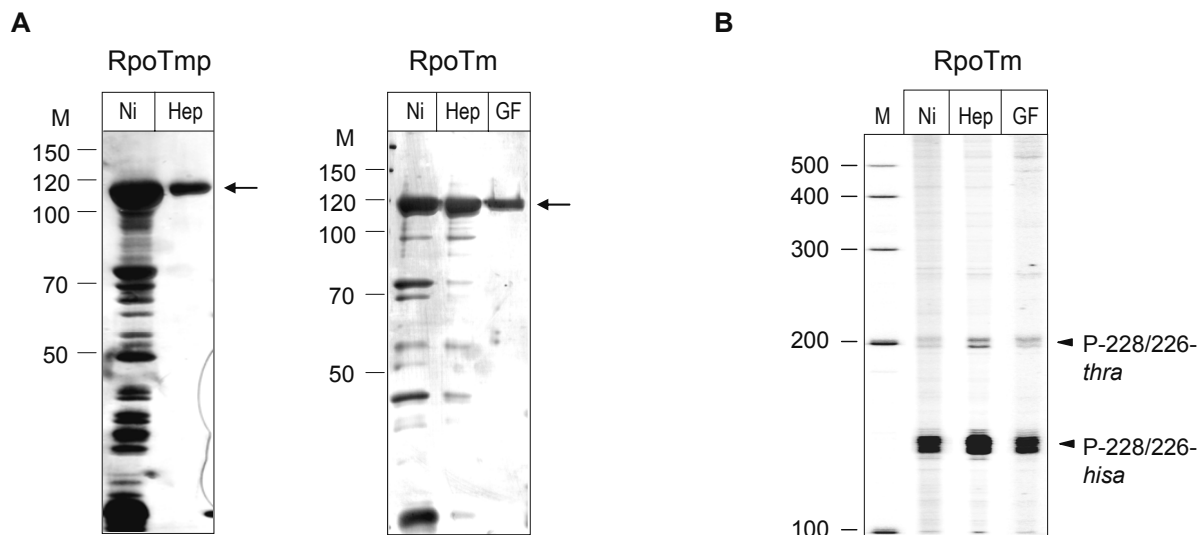 A
B
RpoTmp
RpoTm
RpoTm
M
Ni
Hep
150
120
100
70
50
M
Ni
Hep
GF
150
120
100
70
50
M
Ni
Hep
GF
500
400
300
200
100
P-228/226-
thra
P-228/226-
hisa